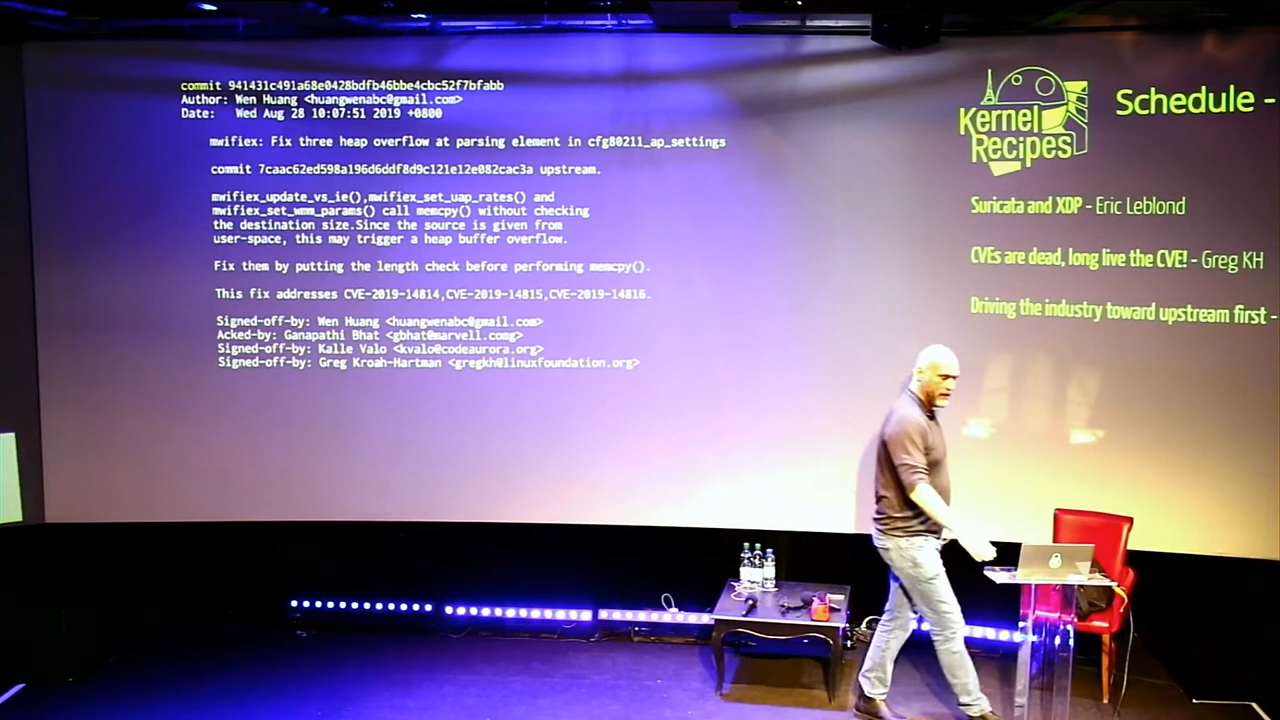 commit 941431c491a68e0428bdfb46bbe4cbc52f7bfabb
Author: Wen Huang <huangwenabc@gmail.com>
Date:   Wed Aug 28 10:07:51 2019 +0800
mwifiex: Fix three heap overflow at parsing element in cfg80211_ap_settings
commit 7caac62ed598a196d6ddf8d9c121e12e082cac3a upstream.
mwifiex_update_vs_ie(),mwifiex_set_uap_rates() and
mwifiex_set_wmm_params() call memcpy() without checking
the destination size.Since the source is given from
user-space, this may trigger a heap buffer overflow.
Fix them by putting the length check before performing memcpy().
This fix addresses CVE-2019-14814,CVE-2019-14815,CVE-2019-14816.
Signed-off-by: Wen Huang <huangwenabc@gmail.com>
Acked-by: Ganapathi Bhat <gbhat@marvell.comg>
Signed-off-by: Kalle Valo <kvalo@codeaurora.org>
Signed-off-by: Greg Kroah-Hartman <gregkh@linuxfoundation.org>
Kernel
Recipes
Schedule -
Suricata and XDP - Eric Leblond
CVEs are dead, long live the CVE! - Greg KH
Driving the industry toward upstream first -